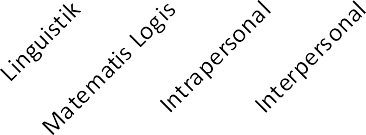 Linguistik
Matematis Logis
Intrapersonal
Interpersonal